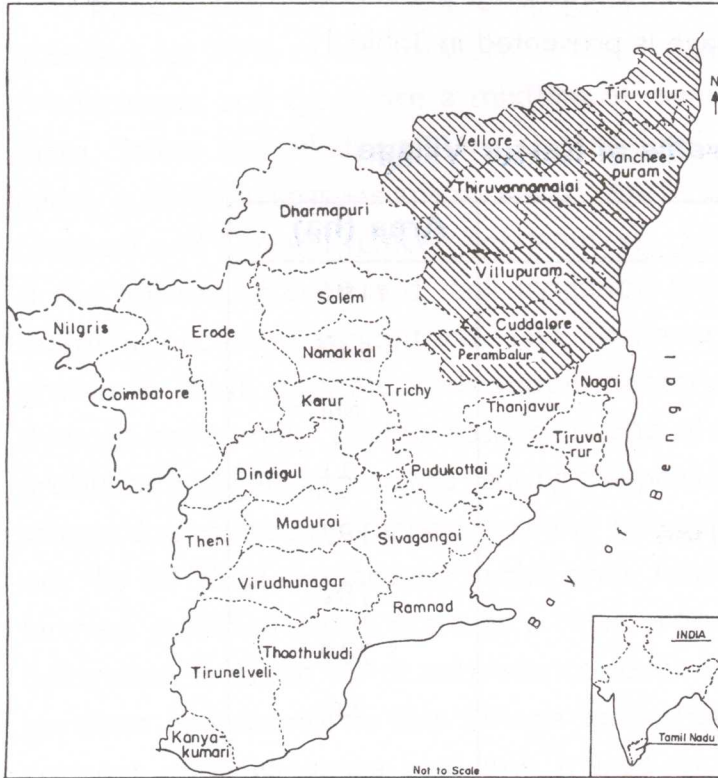 Tiruvallur
N
Vellore
Kanchee-
puram
Thiruvannamalai
Dharmapuri
Villupuram
Salem
Nilgris
Erode
Cuddalore
Namakkal
Perambalur
Trichy
Nagai
Coimbatore
Karur
Thanjavur
Tiruva
rur
Dindigul
Pudukottai
Bay of Bengal
Madurai
Theni
Sivagangai
Virudhunagar
Ramnad
Thoothukudi
Tirunelveli
INDIA
Kanya-
kumari
Tamil Nadu
Not to Scale